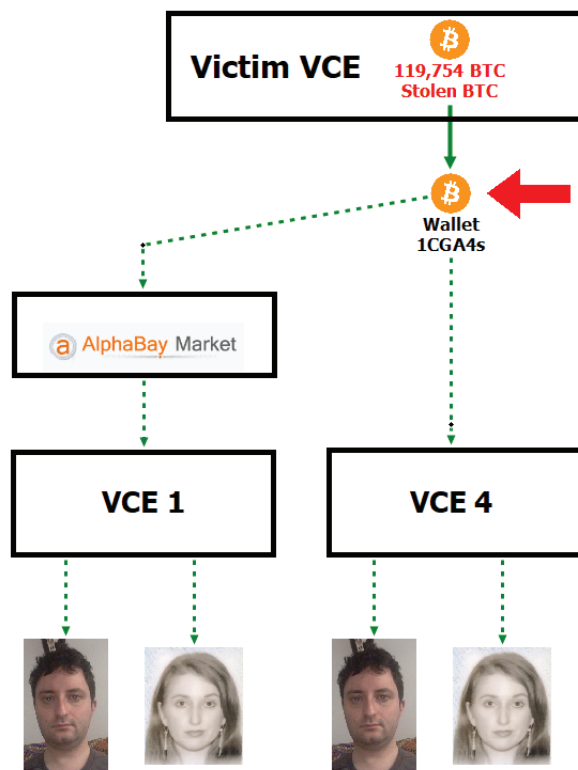 Victim VCE
119,754 BTC
Stolen BTC
Wallet
1CGA4s
a AlphaBay Market
VCE 1
VCE 4